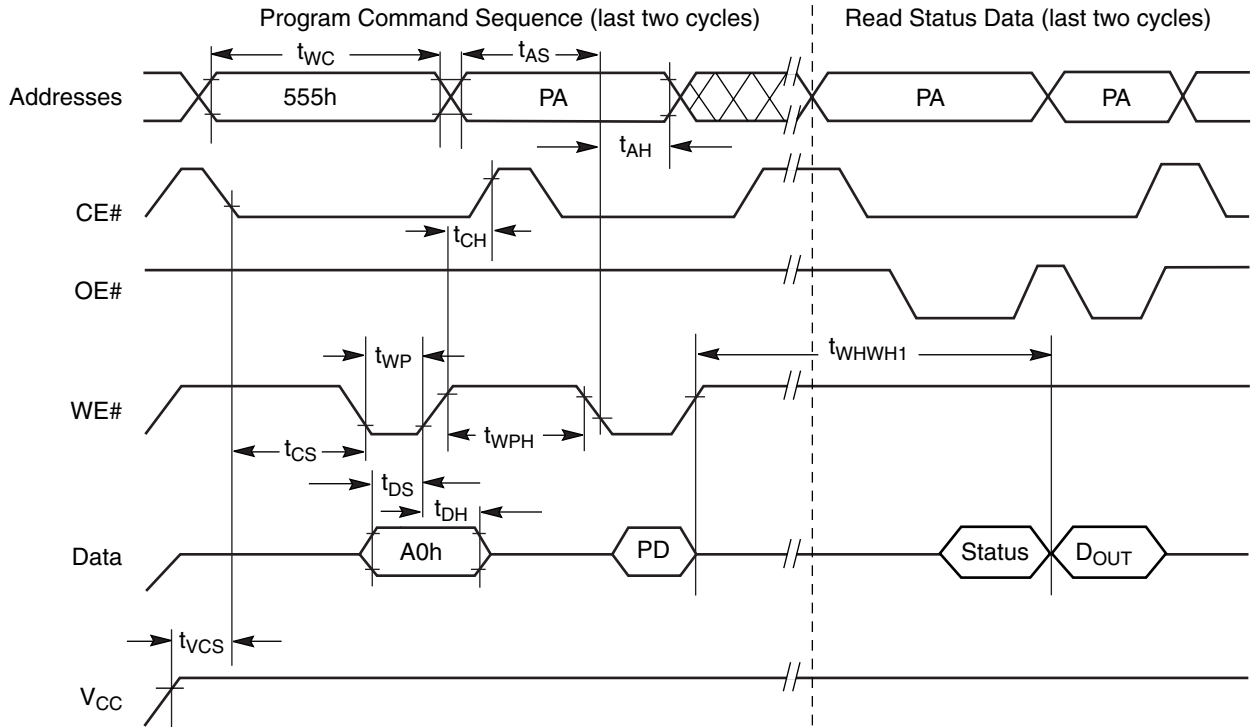 Program Command Sequence (last two cycles) Read Status Data (last two cycles)
tWC tAS
Addresses 555h PA PA PA
tAH
CE#
tCH
OE#
tWP tWHWH1
WE#
tCS tWPH
tDS
tDH
Data A0h PD Status DOUT
tVCS
VCC